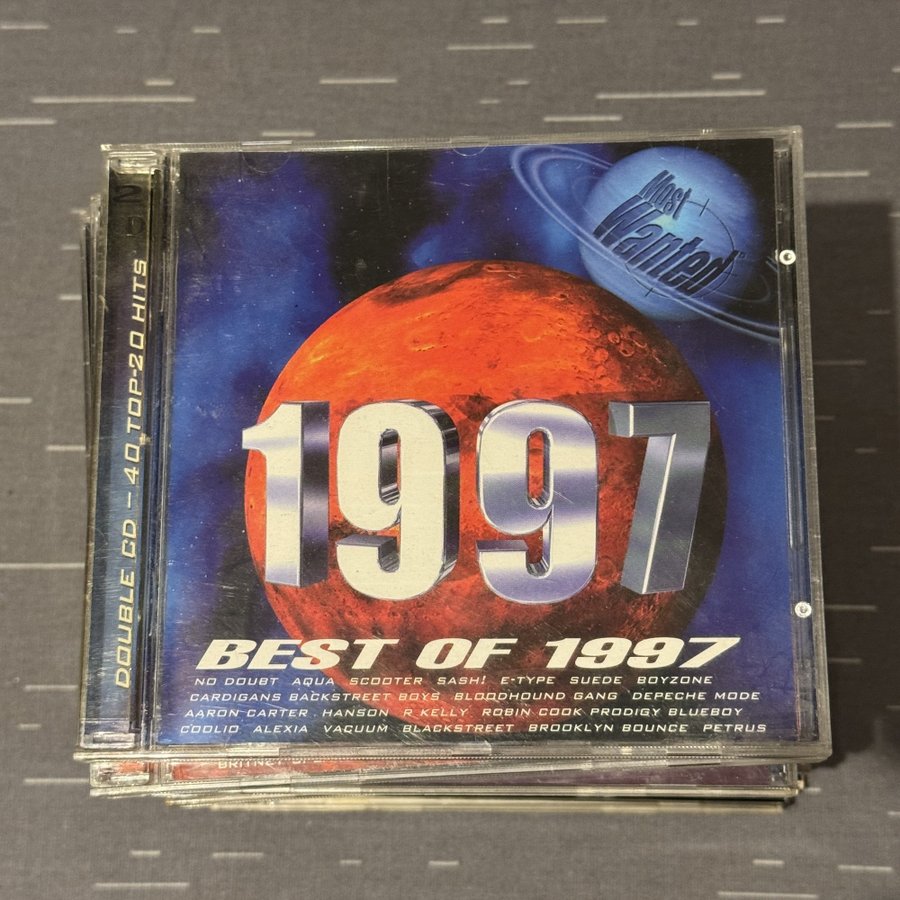 Most
Wanted
2
DOUBLE CD – 40 TOP-20 HITS
1997
BEST OF 1997
NO DOUBT AQUA SCOOTER SASH! E-TYPE SUEDE BOYZONE
CARDIGANS BACKSTREET BOYS BLOODHOUND GANG DEPECHE MODE
AARON CARTER HANSON R KELLY ROBIN COOK PRODIGY BLUEBOY
COOLIO ALEXIA VACUUM BLACKSTREET BROOKLYN BOUNCE PETRUS